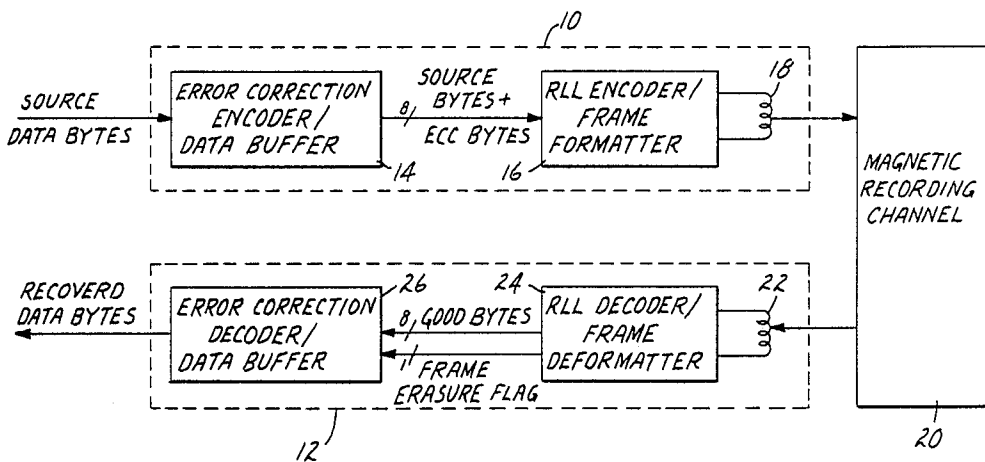 10
SOURCE
DATA BYTES
ERROR CORRECTION
ENCODER/
DATA BUFFER
14
8/
SOURCE
BYTES+
ECC BYTES
RLL ENCODER/
FRAME
FORMATTER
16
18
MAGNETIC
RECORDING
CHANNEL
20
RECOVERD
DATA BYTES
ERROR CORRECTION
DECODER/
DATA BUFFER
26
8/ GOOD BYTES
1/
FRAME
ERASURE FLAG
24
RLL DECODER/
FRAME
DEFORMATTER
22
12